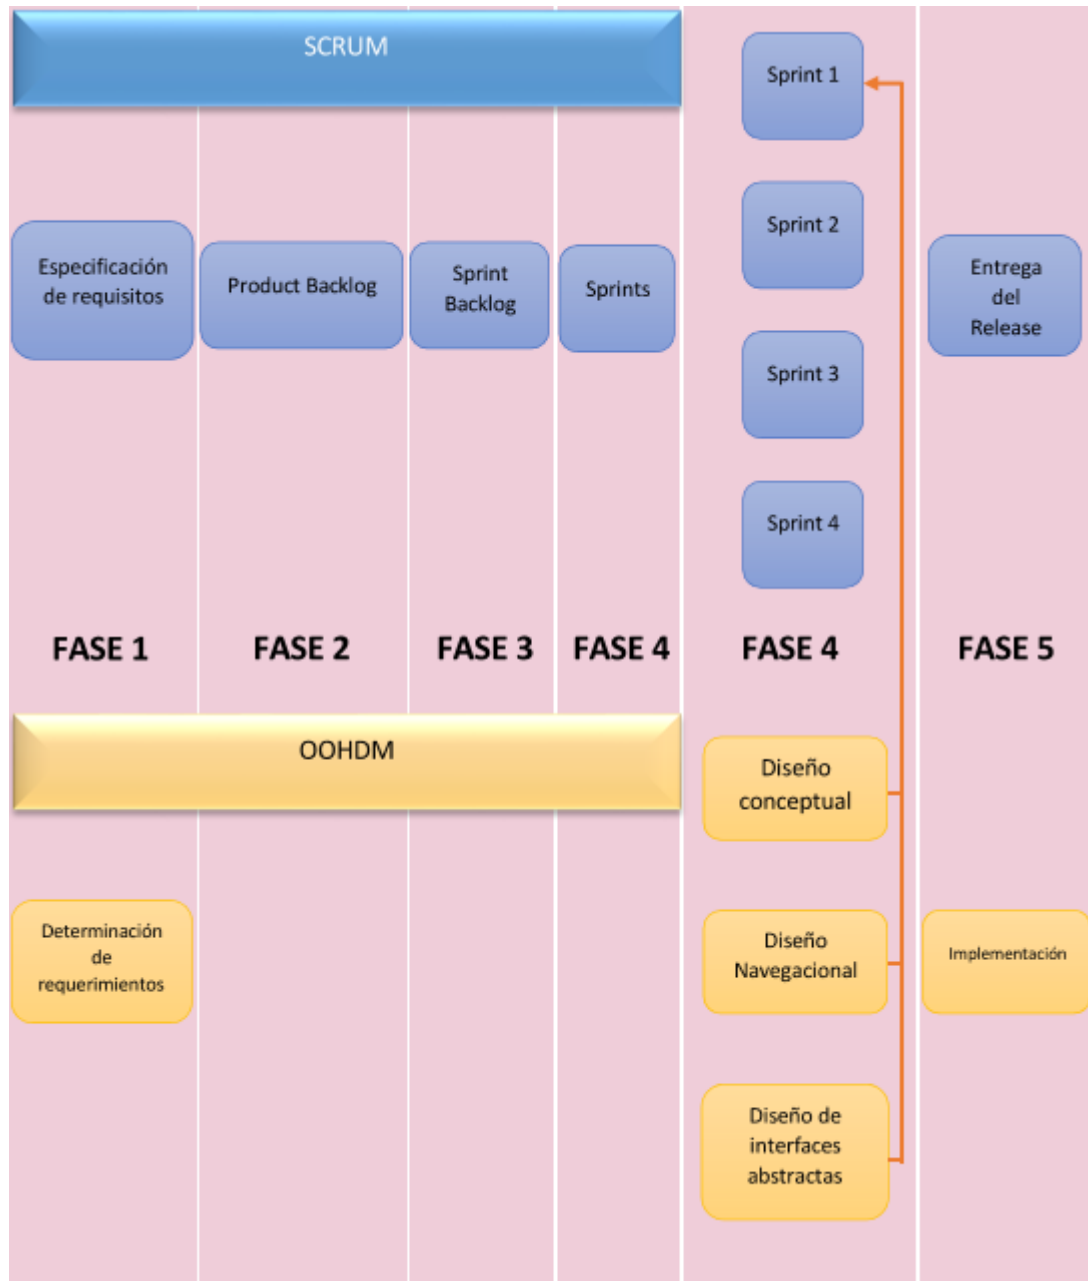 SCRUM
Sprint 1
Sprint 2
Especificación
de requisitos
Product Backlog
Sprint
Backlog
Sprints
Entrega
del
Release
Sprint 3
Sprint 4
FASE 1
FASE 2
FASE 3
FASE 4
FASE 4
FASE 5
OOHDM
Diseño
conceptual
Determinación
de
requerimientos
Diseño
Navegacional
Implementación
Diseño de
interfaces
abstractas